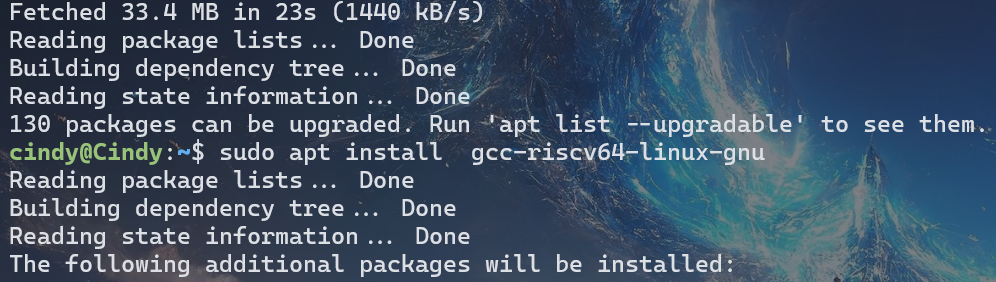 Fetched 33.4 MB in 23s (1440 kB/s)
Reading package lists... Done
Building dependency tree... Done
Reading state information... Done
130 packages can be upgraded. Run 'apt list --upgradable' to see them.
cindy@Cindy:~$ sudo apt install  gcc-riscv64-linux-gnu
Reading package lists... Done
Building dependency tree... Done
Reading state information... Done
The following additional packages will be installed: